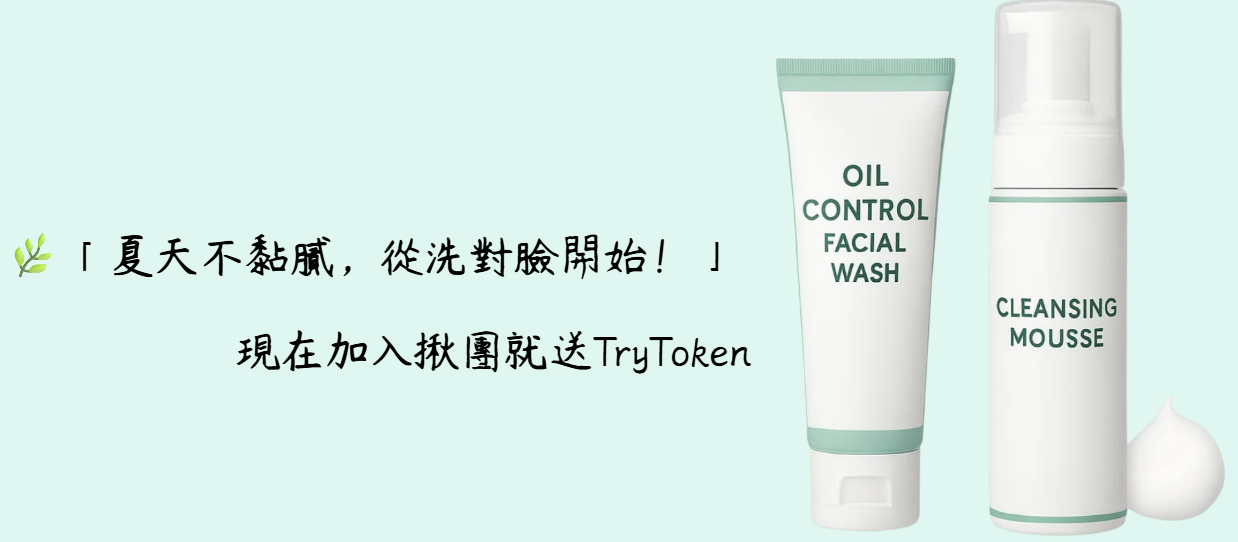 🌿「夏天不黏膩，從洗對臉開始！」
現在加入揪團就送TryToken
OIL
CONTROL
FACIAL
WASH
CLEANSING
MOUSSE